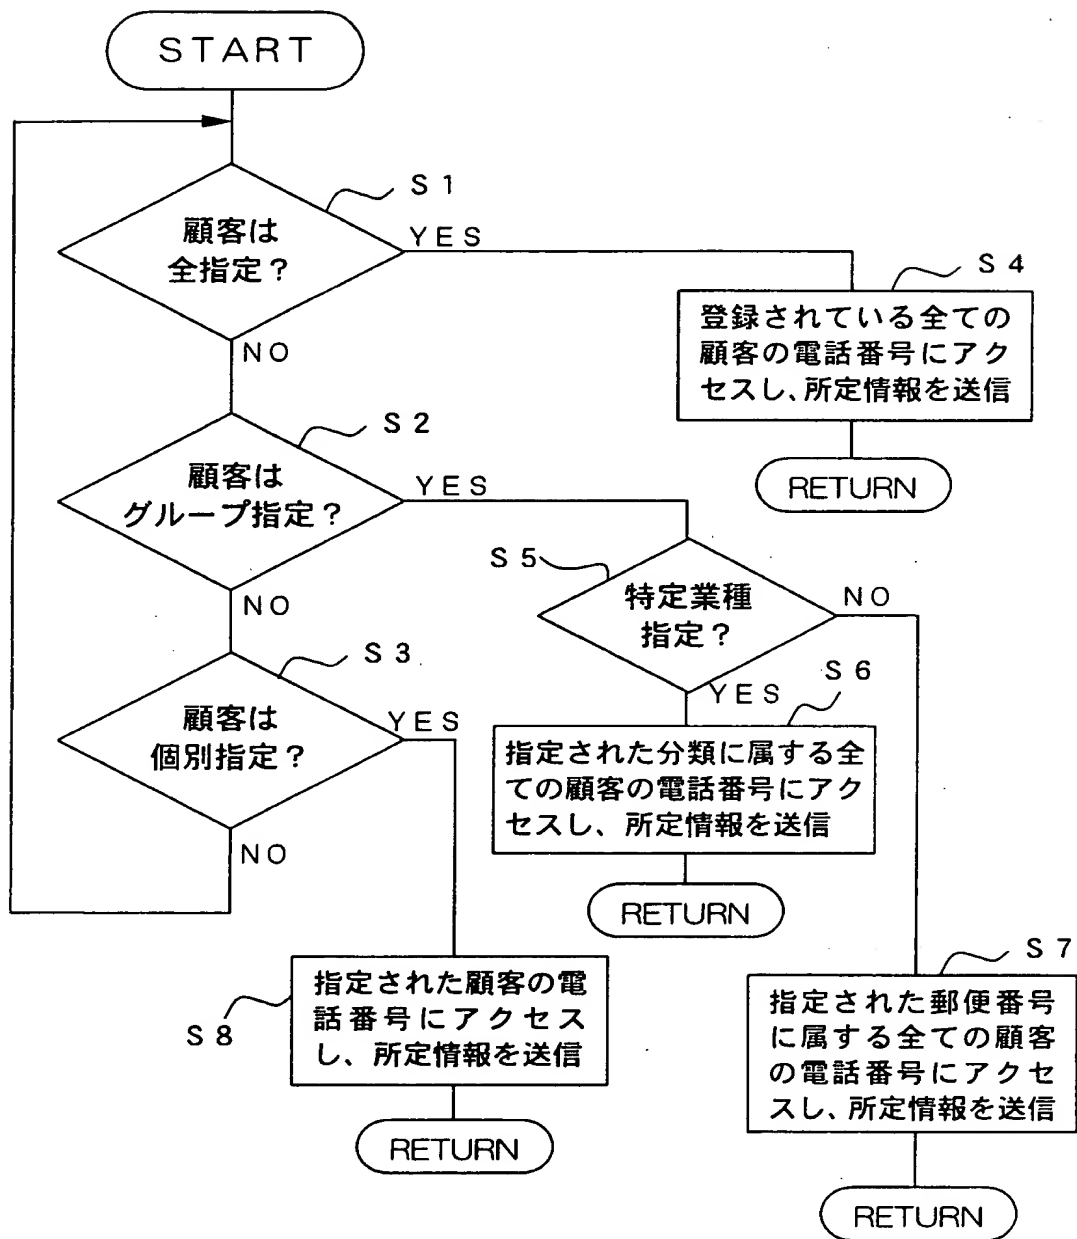 START
S1
顧客は
全指定？
YES
NO
S4
登録されている全ての
顧客の電話番号にアク
セスし、所定情報を送信
RETURN
S2
顧客は
グループ指定？
YES
NO
S5
特定業種
指定？
NO
YES
S6
指定された分類に属する全
ての顧客の電話番号にアク
セスし、所定情報を送信
RETURN
S3
顧客は
個別指定？
YES
NO
S7
指定された郵便番号
に属する全ての顧客
の電話番号にアクセ
スし、所定情報を送信
RETURN
S8
指定された顧客の電
話番号にアクセス
し、所定情報を送信
RETURN